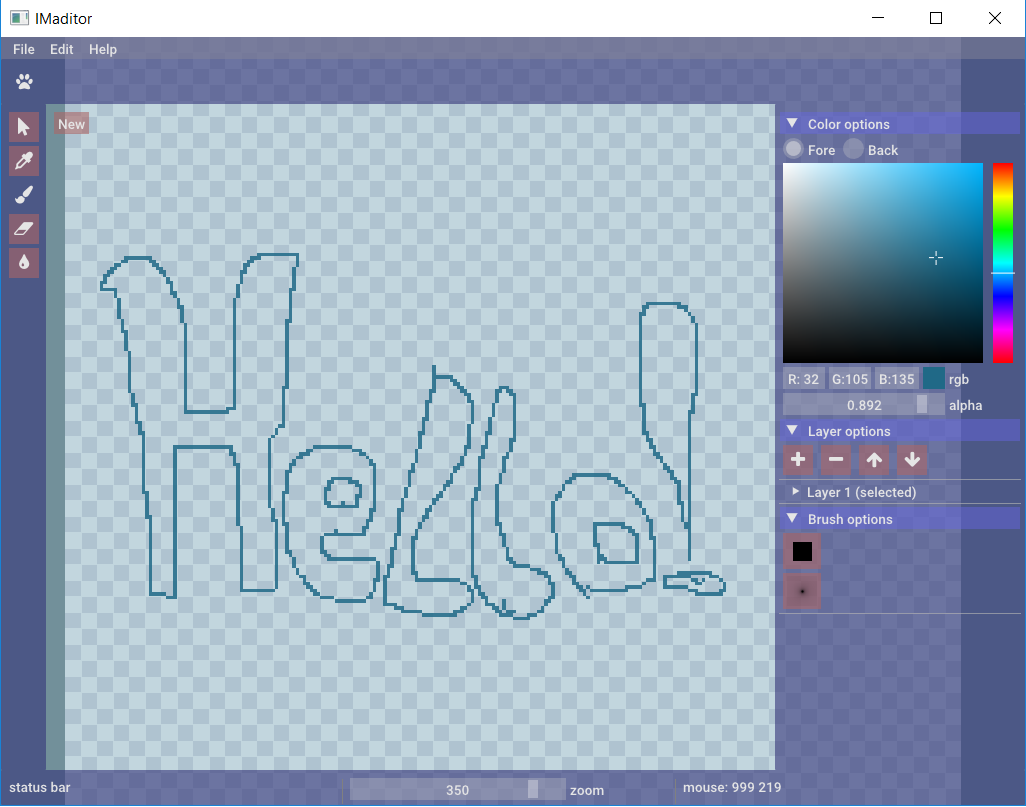 IMaditor
File Edit Help
New
Hello!
Color options
Fore Back
R: 32 G:105 B:135 rgb
0.892 alpha
Layer options
Layer 1 (selected)
Brush options
status bar 350 zoom mouse: 999 219